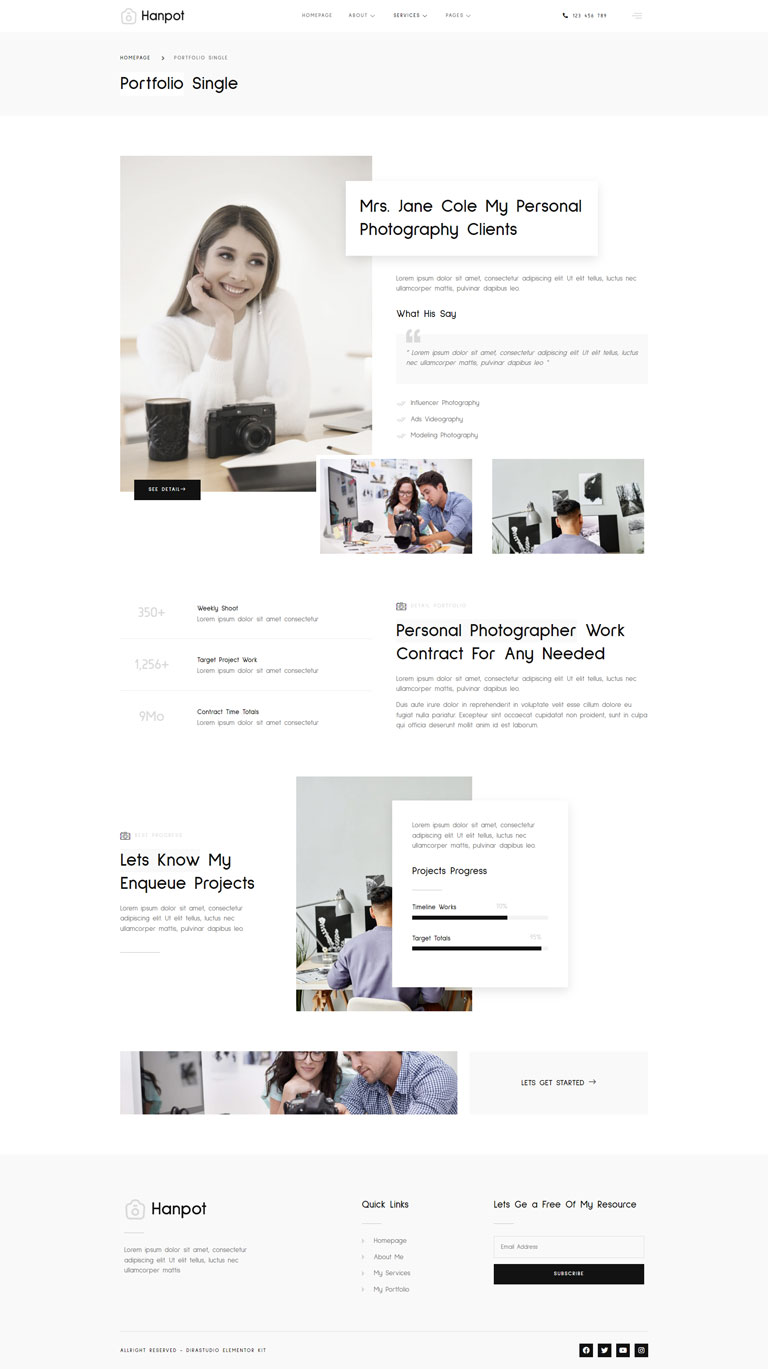 Hanpot
HOMEPAGE
ABOUT
SERVICES
PAGES
123 456 789
HOMEPAGE
PORTFOLIO SINGLE
Portfolio Single
Mrs. Jane Cole My Personal
Photography Clients
Lorem ipsum dolor sit amet, consectetur adipiscing elit. Ut elit tellus, luctus nec
ullamcorper mattis, pulvinar dapibus leo.
What His Say
" Lorem ipsum dolor sit amet, consectetur adipiscing elit. Ut elit tellus, luctus
nec ullamcorper mattis, pulvinar dapibus leo "
Influencer Photography
Ads Videography
Modeling Photography
SEE DETAIL
350+
Weekly Shoot
Lorem ipsum dolor sit amet consectetur
1,256+
Target Project Work
Lorem ipsum dolor sit amet consectetur
9Mo
Contract Time Totals
Lorem ipsum dolor sit amet consectetur
DETAIL PORTFOLIO
Personal Photographer Work
Contract For Any Needed
Lorem ipsum dolor sit amet, consectetur adipiscing elit. Ut elit tellus, luctus nec
ullamcorper mattis, pulvinar dapibus leo.
Duis aute irure dolor in reprehenderit in voluptate velit esse cillum dolore eu
fugiat nulla pariatur. Excepteur sint occaecat cupidatat non proident, sunt in culpa
qui officia deserunt mollit anim id est laborum.
PROGRESS
Lets Know My
Enqueue Projects
Lorem ipsum dolor sit amet, consectetur
adipiscing elit. Ut elit tellus, luctus nec
ullamcorper mattis, pulvinar dapibus leo.
Lorem ipsum dolor sit amet, consectetur
adipiscing elit. Ut elit tellus, luctus nec
ullamcorper mattis, pulvinar dapibus leo.
Projects Progress
Timeline Works
70%
Target Totals
95%
LETS GET STARTED
Hanpot
Lorem ipsum dolor sit amet, consectetur
adipiscing elit. Ut elit tellus, luctus nec
ullamcorper mattis.
Quick Links
Homepage
About Me
My Services
My Portfolio
Lets Ge a Free Of My Resource
Email Address
SUBSCRIBE
ALLRIGHT RESERVED - DIRASTUDIO ELEMENTOR KIT